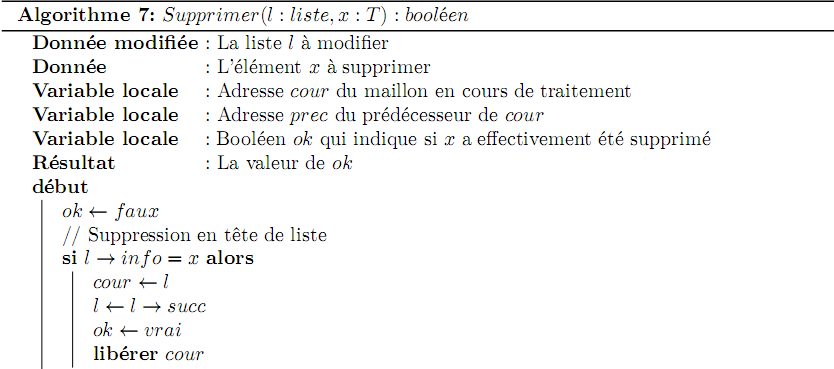 Algorithme 7: Supprimer(l : liste, x : T) : booléen
Donnée modifiée : La liste l à modifier
Donnée : L'élément x à supprimer
Variable locale : Adresse cour du maillon en cours de traitement
Variable locale : Adresse prec du prédécesseur de cour
Variable locale : Booléen ok qui indique si x a effectivement été supprimé
Résultat : La valeur de ok
début
ok ← faux
// Suppression en tête de liste
si l → info = x alors
cour ← l
l ← l → succ
ok ← vrai
libérer cour